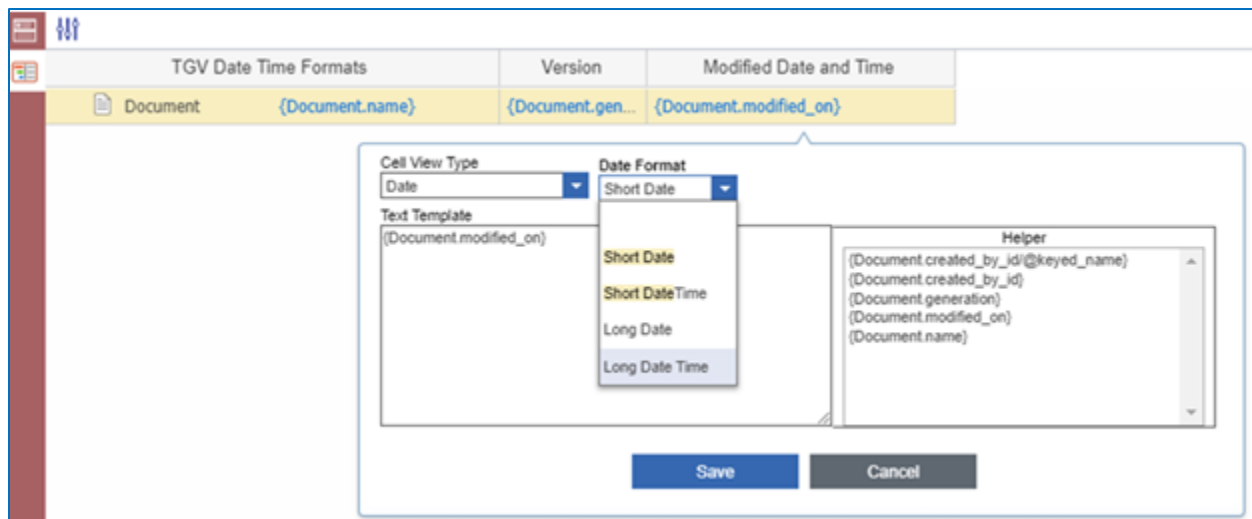 TGV Date Time Formats Version Modified Date and Time
Document {Document.name} {Document.gen... {Document.modified_on}
Cell View Type Date Format
Date Short Date
Text Template
{Document.modified_on}
Short Date
Short DateTime
Long Date
Long Date Time
Helper
{Document.created_by_id/@keyed_name}
{Document.created_by_id}
{Document.generation}
{Document.modified_on}
{Document.name}
Save Cancel